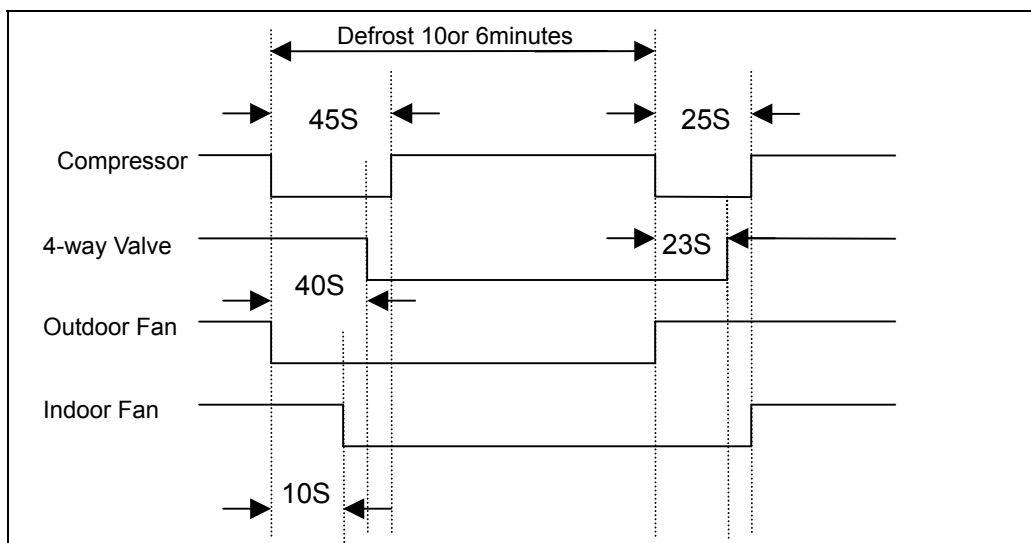 Defrost 10or 6minutes
45S
25S
Compressor
4-way Valve
23S
40S
Outdoor Fan
Indoor Fan
10S